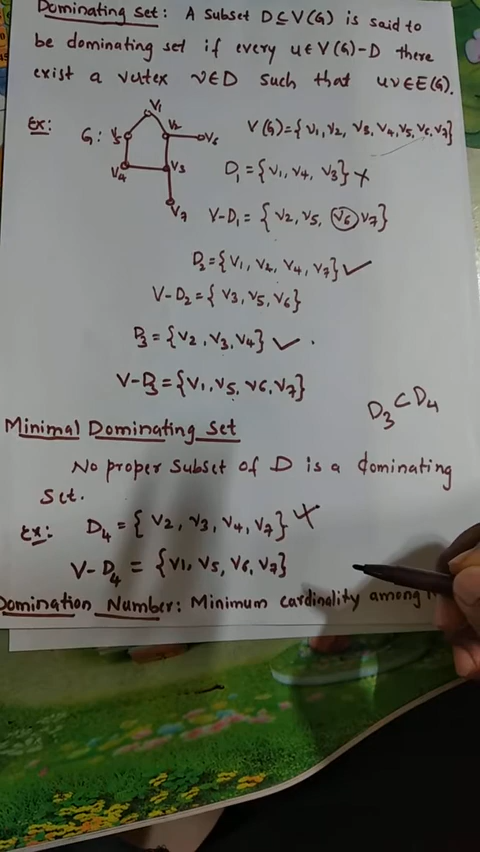 Dominating Set: A Subset D⊆V(G) is said to
be dominating set if every u∈V(G)-D there
exist a vertex v∈D such that uv∈E(G).
Ex:
G:
V1
V2
V6
V5
V4
V3
V7
V(G)={V1,V2, V3,V4,V5,V6,V7}
D1={V1,V4,V3}✗
V-D1={V2,V5,V6 V7}
D2={V1,V2,V4,V7}✓
V-D2={V3,V5,V6}
D3={V2,V3,V4}✓.
V-D3={V1,V5,V6,V7}
D3⊂D4
Minimal Dominating Set
No proper Subset of D is a dominating
Set.
Ex: D4={V2,V3,V4,V7}✗
V-D4={V1,V5,V6,V7}
Domination Number: Minimum cardinality among